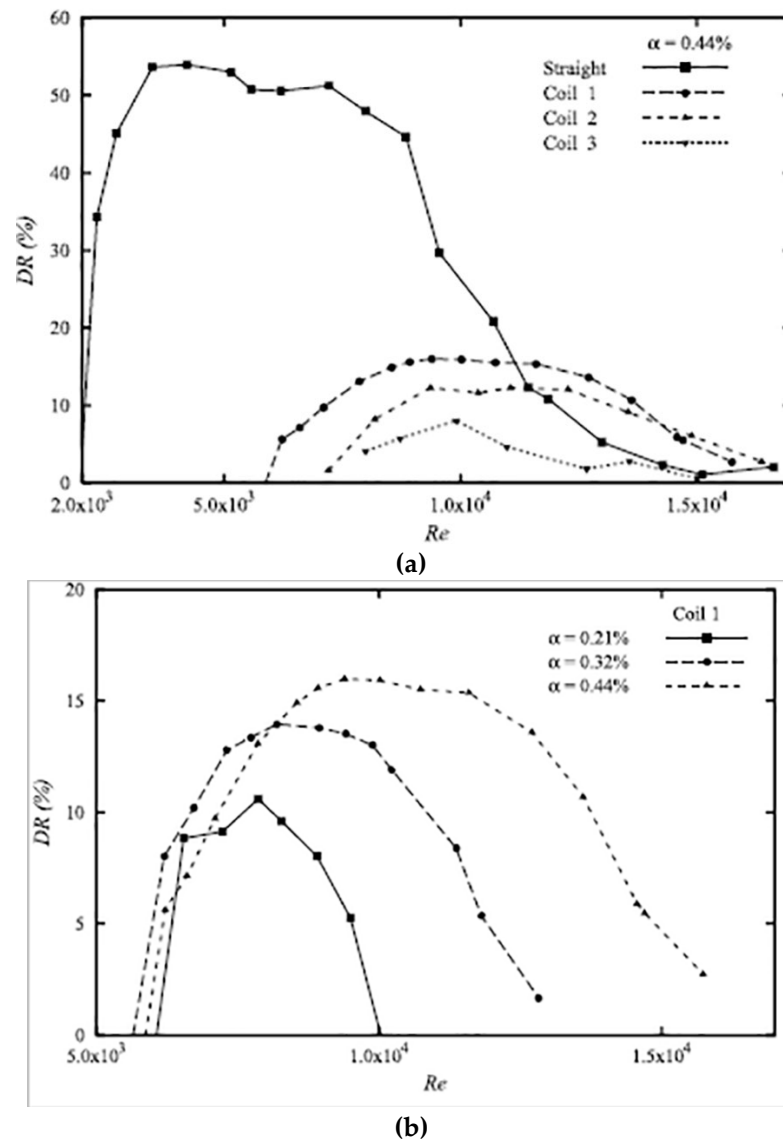 60
α = 0.44%
Straight
Coil 1
50
Coil 2
Coil 3
40
DR (%)
30
20
10
0
2.0x10³ 5.0x10³ 1.0x10⁴ 1.5x10⁴
Re
(a)
20
Coil 1
α = 0.21%
α = 0.32%
α = 0.44%
15
DR (%)
10
5
0
5.0x10³ 1.0x10⁴ 1.5x10⁴
Re
(b)